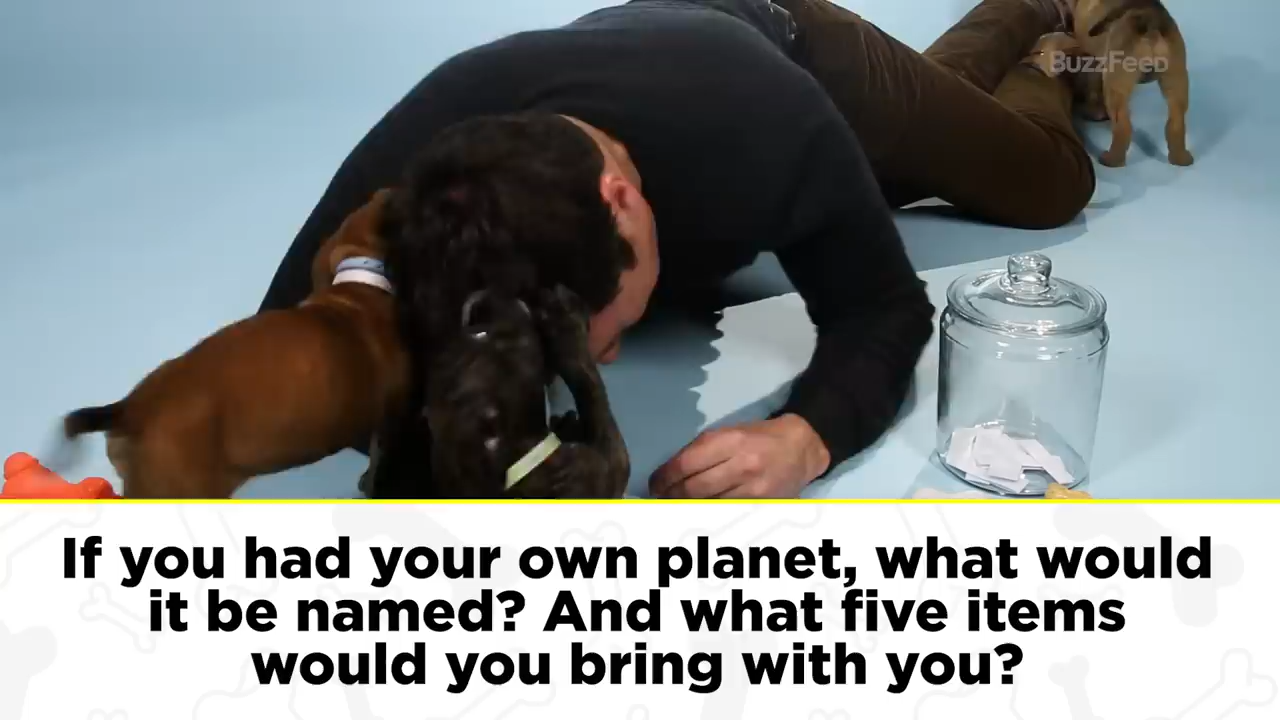 BuzzFeed
If you had your own planet, what would
it be named? And what five items
would you bring with you?